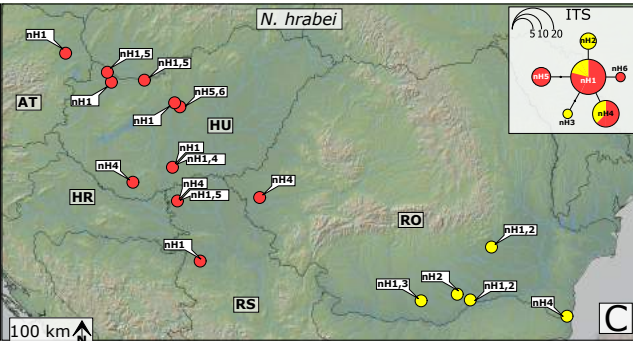 N. hrabei
ITS
5 10 20
nH2
nH5
nH1
nH6
nH3
nH4
nH1
nH1,5
nH1,5
nH1
AT
nH5,6
nH1
HU
nH1
nH1,4
nH4
nH4
nH1,5
nH4
HR
RO
nH1,2
nH1
nH2
nH1,3
nH1,2
nH4
RS
100 km
N
C